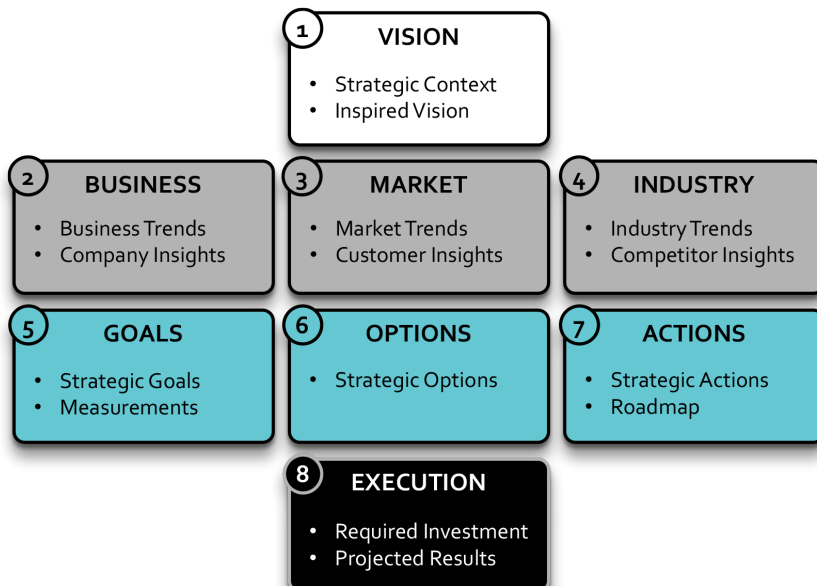 1
VISION
• Strategic Context
• Inspired Vision
2
BUSINESS
• Business Trends
• Company Insights
3
MARKET
• Market Trends
• Customer Insights
4
INDUSTRY
• Industry Trends
• Competitor Insights
5
GOALS
• Strategic Goals
• Measurements
6
OPTIONS
• Strategic Options
7
ACTIONS
• Strategic Actions
• Roadmap
8
EXECUTION
• Required Investment
• Projected Results